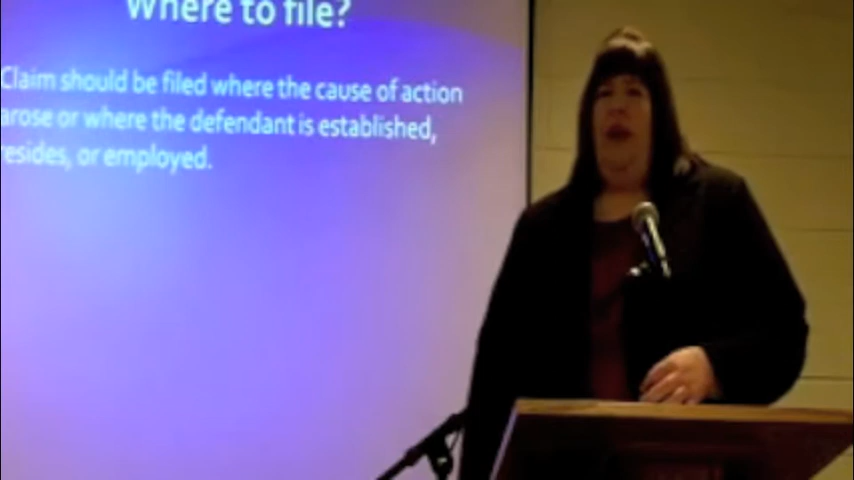 Where to file?
Claim should be filed where the cause of action
arose or where the defendant is established,
resides, or employed.